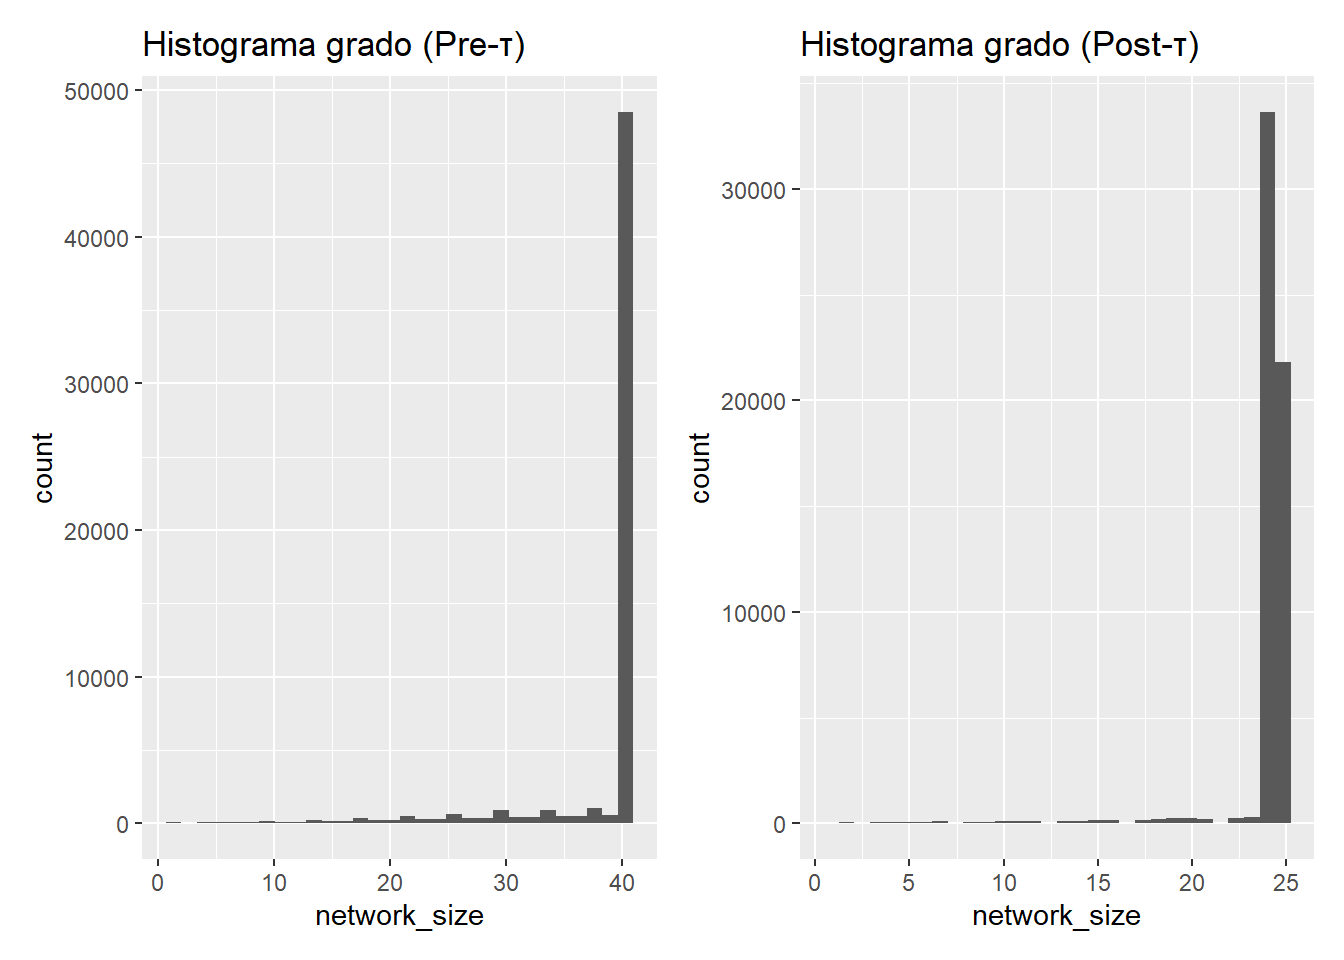 Histograma grado (Pre-τ)
50000
40000
30000
20000
10000
0
count
0 10 20 30 40
network_size
Histograma grado (Post-τ)
30000
20000
10000
0
count
0 5 10 15 20 25
network_size